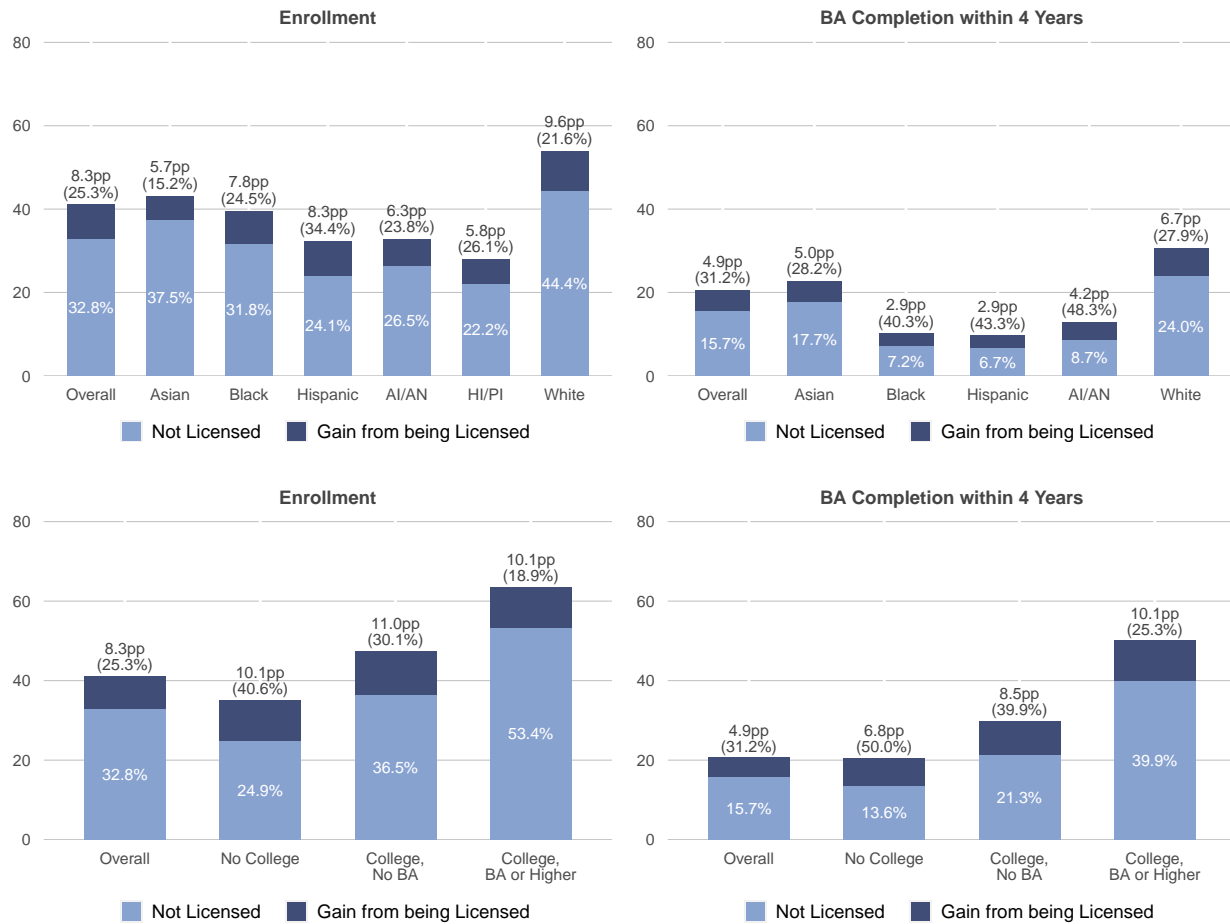 Enrollment
80
60
40
20
0
8.3pp
(25.3%)
5.7pp
(15.2%)
7.8pp
(24.5%)
8.3pp
(34.4%)
6.3pp
(23.8%)
5.8pp
(26.1%)
9.6pp
(21.6%)
32.8%
37.5%
31.8%
24.1%
26.5%
22.2%
44.4%
Overall
Asian
Black
Hispanic
AI/AN
HI/PI
White
Not Licensed
Gain from being Licensed
BA Completion within 4 Years
80
60
40
20
0
4.9pp
(31.2%)
5.0pp
(28.2%)
2.9pp
(40.3%)
2.9pp
(43.3%)
4.2pp
(48.3%)
6.7pp
(27.9%)
15.7%
17.7%
7.2%
6.7%
8.7%
24.0%
Overall
Asian
Black
Hispanic
AI/AN
White
Not Licensed
Gain from being Licensed
Enrollment
80
60
40
20
0
8.3pp
(25.3%)
10.1pp
(40.6%)
11.0pp
(30.1%)
10.1pp
(18.9%)
32.8%
24.9%
36.5%
53.4%
Overall
No College
College,
No BA
College,
BA or Higher
Not Licensed
Gain from being Licensed
BA Completion within 4 Years
80
60
40
20
0
4.9pp
(31.2%)
6.8pp
(50.0%)
8.5pp
(39.9%)
10.1pp
(25.3%)
15.7%
13.6%
21.3%
39.9%
Overall
No College
College,
No BA
College,
BA or Higher
Not Licensed
Gain from being Licensed